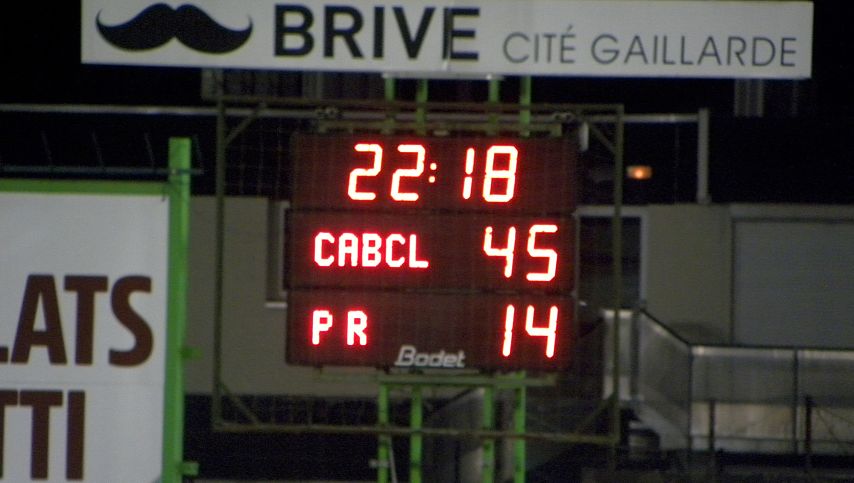 BRIVE CITÉ GAILLARDE
22:18
CABCL 45
PR 14
Bodet
LATS
TTI